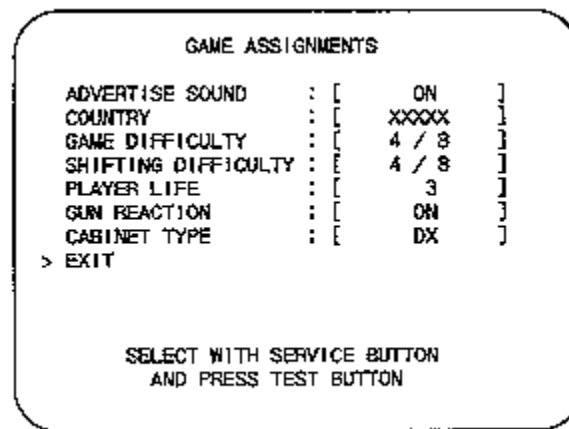 GAME ASSIGNMENTS
ADVERTISE SOUND : [ ON ]
COUNTRY : [ XXXXX ]
GAME DIFFICULTY : [ 4 / 8 ]
SHIFTING DIFFICULTY : [ 4 / 8 ]
PLAYER LIFE : [ 3 ]
GUN REACTION : [ ON ]
CABINET TYPE : [ DX ]
> EXIT
SELECT WITH SERVICE BUTTON
AND PRESS TEST BUTTON